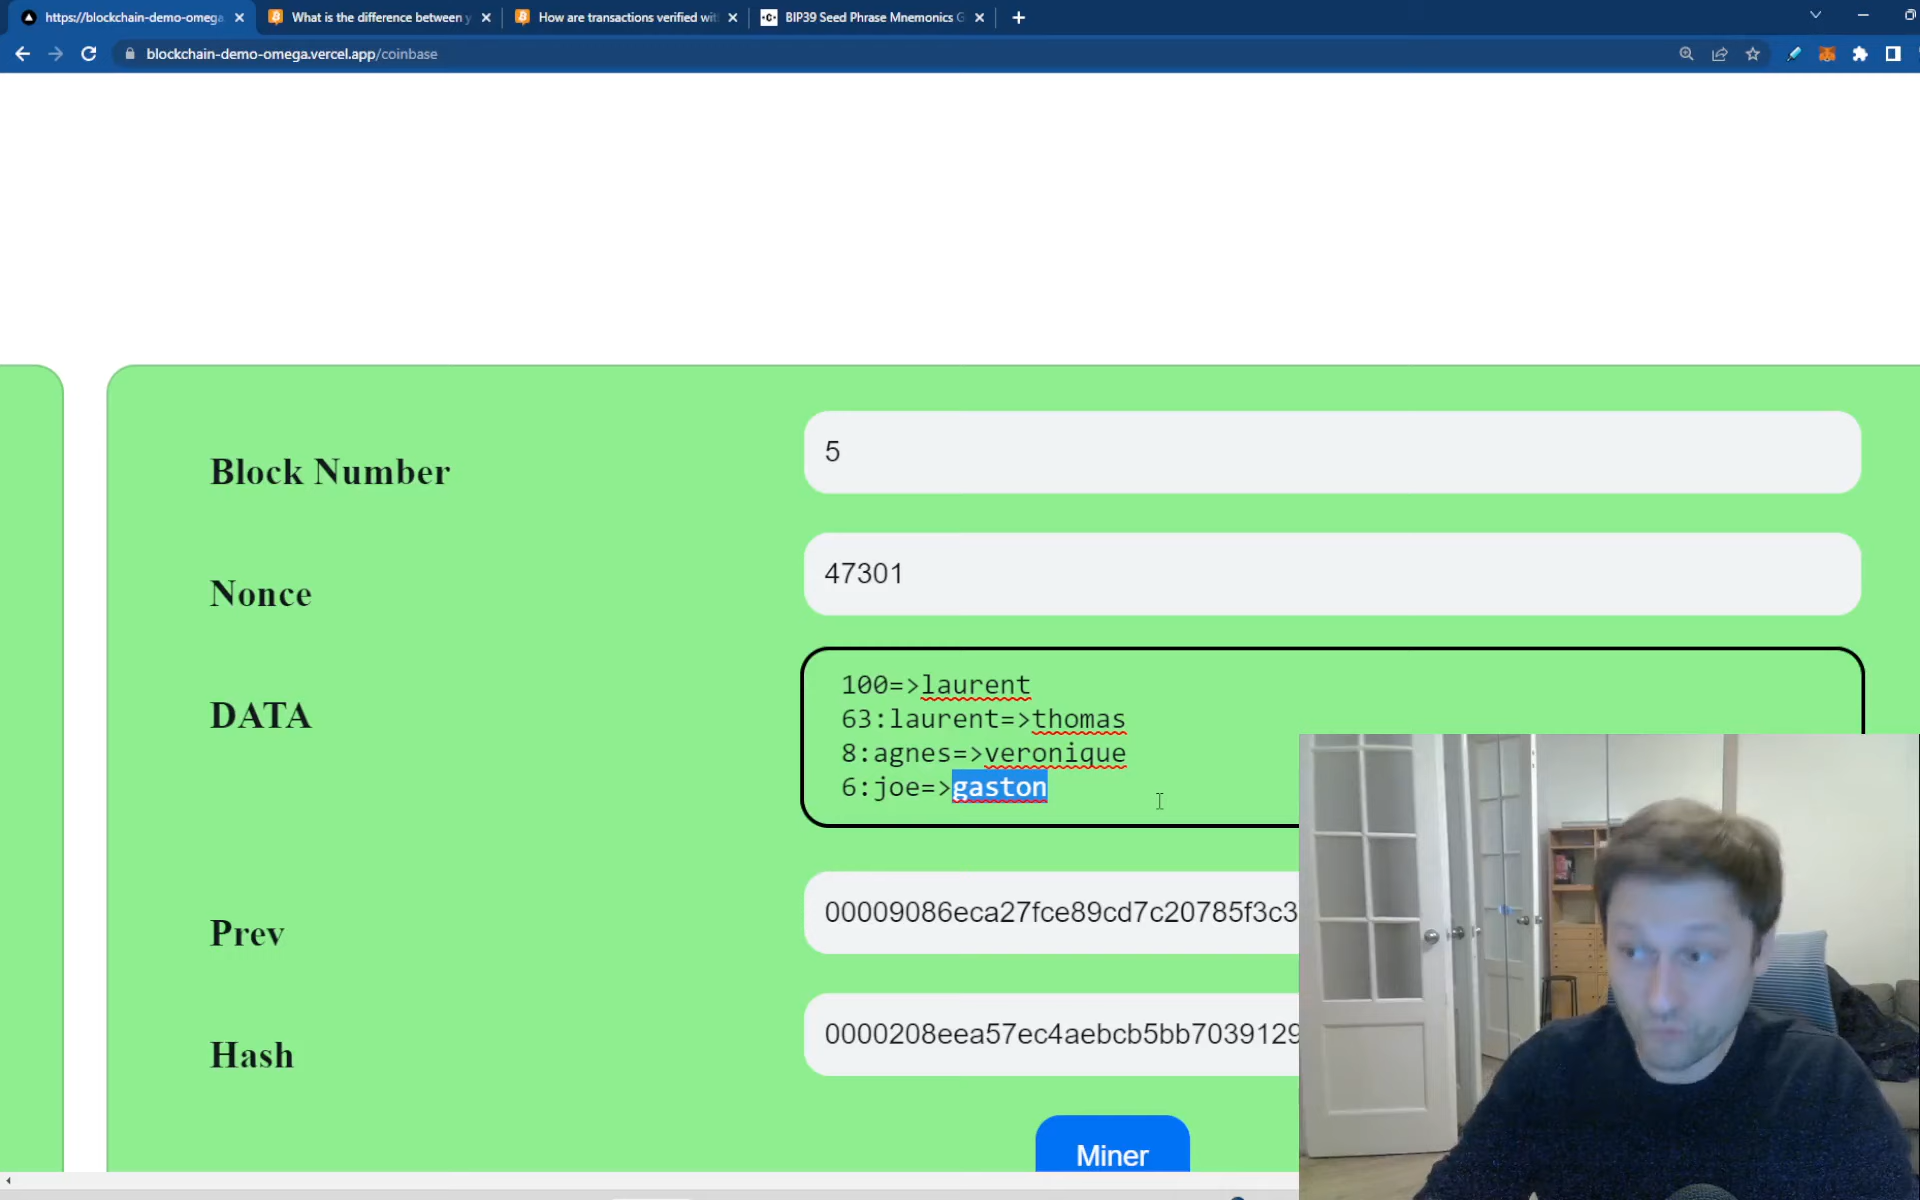 https://blockchain-demo-omega.
What is the difference between y
How are transactions verified wit
BIP39 Seed Phrase Mnemonics G
blockchain-demo-omega.vercel.app/coinbase
Block Number
5
Nonce
47301
DATA
100=>laurent
63:laurent=>thomas
8:agnes=>veronique
6:joe=>gaston
Prev
00009086eca27fce89cd7c20785f3c3
Hash
0000208eea57ec4aebcb5bb7039129
Miner